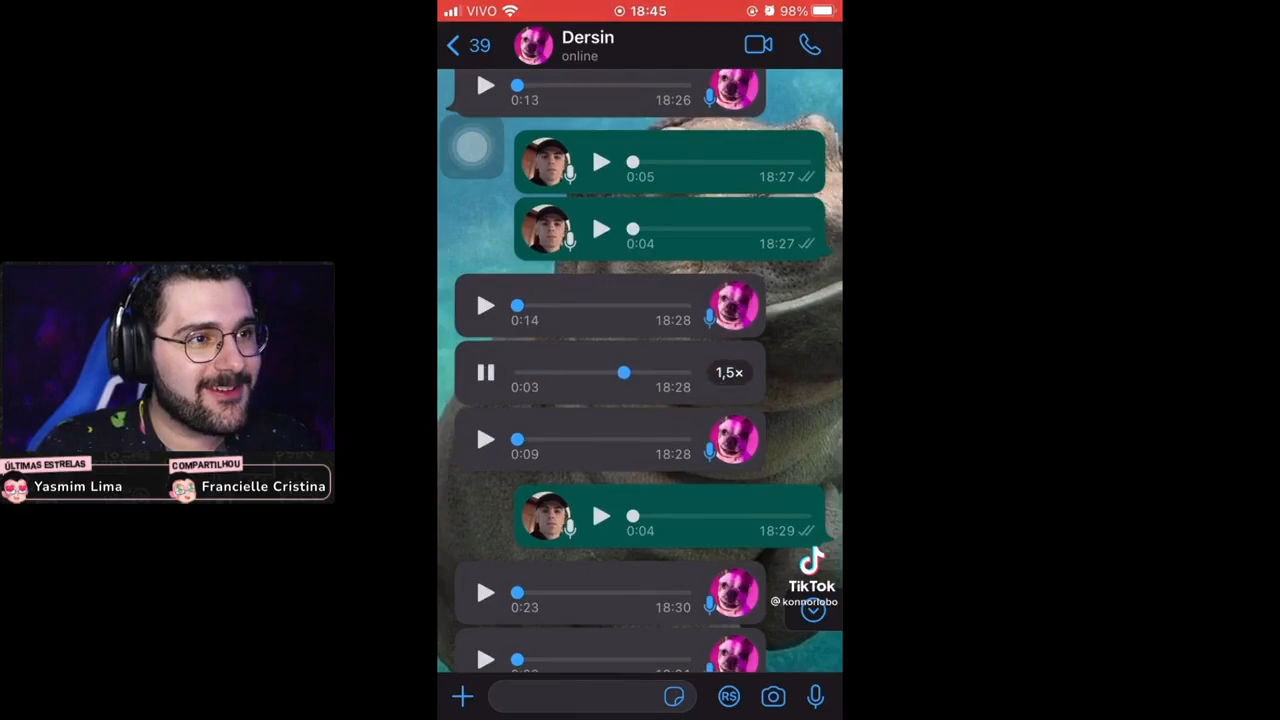 VIVO 18:45 98%
39 Dersin
online
0:13 18:26
0:05 18:27
0:04 18:27
0:14 18:28
1,5×
0:03 18:28
0:09 18:28
ÚLTIMAS ESTRELAS COMPARTILHOU
Yasmim Lima Francielle Cristina
0:04 18:29
TikTok
@konnorlobo
0:23 18:30
RS